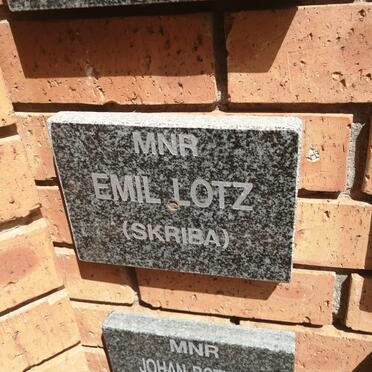 MNR
EMIL LOTZ
(SKRIBA)
MNR
JOHAN